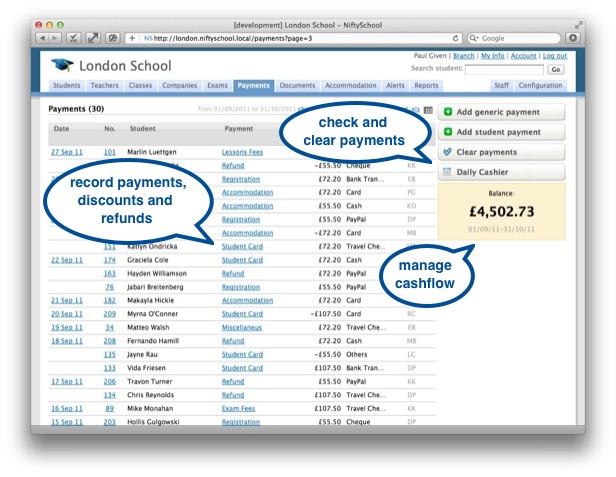 [development] London School – NiftySchool
NS http://london.niftyschool.local/payments?page=3
Google
London School
Paul Given | Branch | My Info | Account | Log out
Search student: Go
Students Teachers Classes Companies Exams Payments Documents Accommodation Alerts Reports Staff Configuration
Payments (30)
from 01/09/2011 to 31/10/2011
xls
Date No. Student Payment
27 Sep 11 101 Marlin Luettgen Lessons Fees
Refund −£55.50 Cheque KK
Accommodation £72.20 Bank Tran... EB
Accommodation £72.20 Card PG
Accommodation £55.50 Cash KD
Registration £55.50 PayPal DP
Accommodation −£72.20 Card MB
151 Katlyn Ondricka Student Card £72.20 Travel Che...
22 Sep 11 174 Graciela Cole Student Card £72.20 Cash
163 Hayden Williamson Refund £72.20 PayPal
76 Jabari Breitenberg Registration £55.50 PayPal
21 Sep 11 182 Makayla Hickle Accommodation £72.20 Card
20 Sep 11 209 Myrna O'Conner Student Card −£107.50 Card RC
19 Sep 11 34 Matteo Walsh Miscellaneus £72.20 Travel Che... EB
18 Sep 11 208 Fernando Hamill Refund £72.20 Cash MB
135 Jayne Rau Student Card −£55.50 Others LC
133 Vida Friesen Student Card £107.50 Bank Tran... DP
17 Sep 11 206 Travon Turner Refund £55.50 PayPal KK
134 Chris Reynolds Refund £107.50 Travel Che... DP
16 Sep 11 89 Mike Monahan Exam Fees £107.50 Travel Che... KK
15 Sep 11 203 Hollis Gulgowski Registration £55.50 Cash DP
Add generic payment
Add student payment
Clear payments
Daily Cashier
Balance:
£4,502.73
01/09/11–31/10/11
check and
clear payments
record payments,
discounts and
refunds
manage
cashflow